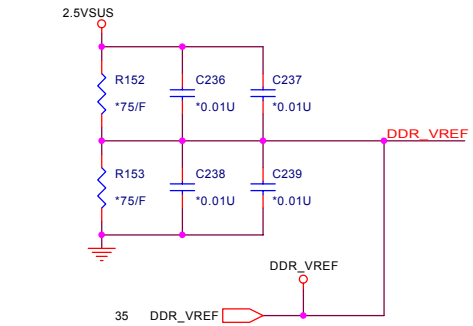 2.5VSUS
R152 C236 C237
*75/F *0.01U *0.01U
DDR_VREF
R153 C238 C239
*75/F *0.01U *0.01U
DDR_VREF
35 DDR_VREF